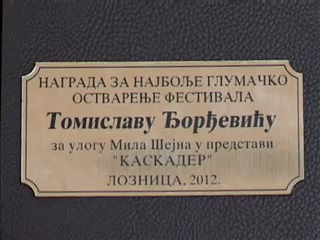 НАГРАДА ЗА НАЈБОЉЕ ГЛУМАЧКО
ОСТВАРЕЊЕ ФЕСТИВАЛА
Томиславу Ђорђевићу
за улогу Мила Шејна у представи
"КАСКАДЕР"
ЛОЗНИЦА, 2012.